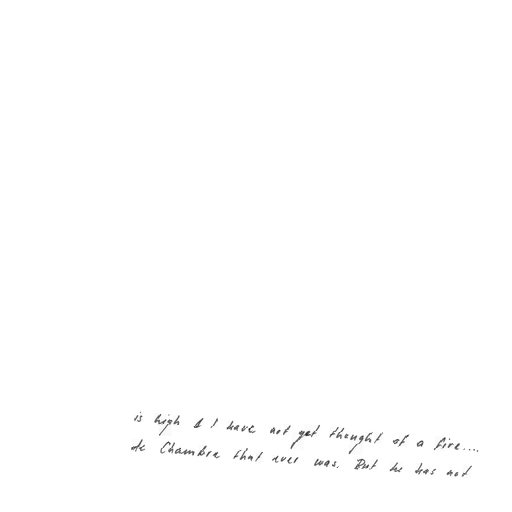 is high & I have not yet thought of a fire....
de Chambre that ever was. But he has not